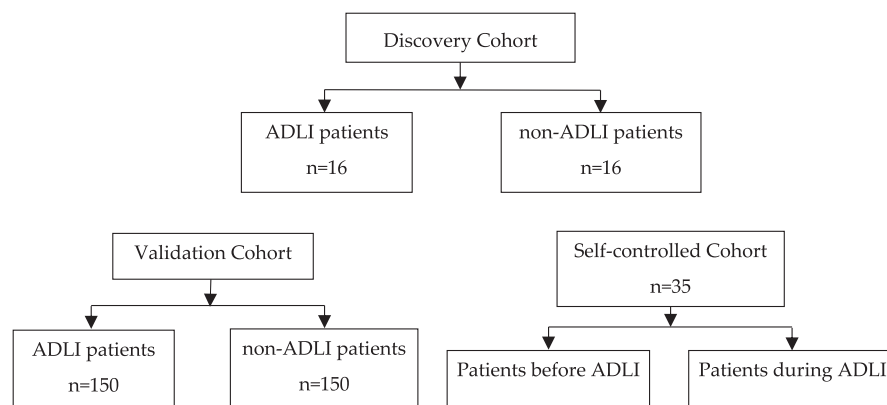 Discovery Cohort
ADLI patients
n=16
non-ADLI patients
n=16
Validation Cohort
ADLI patients
n=150
non-ADLI patients
n=150
Self-controlled Cohort
n=35
Patients before ADLI
Patients during ADLI